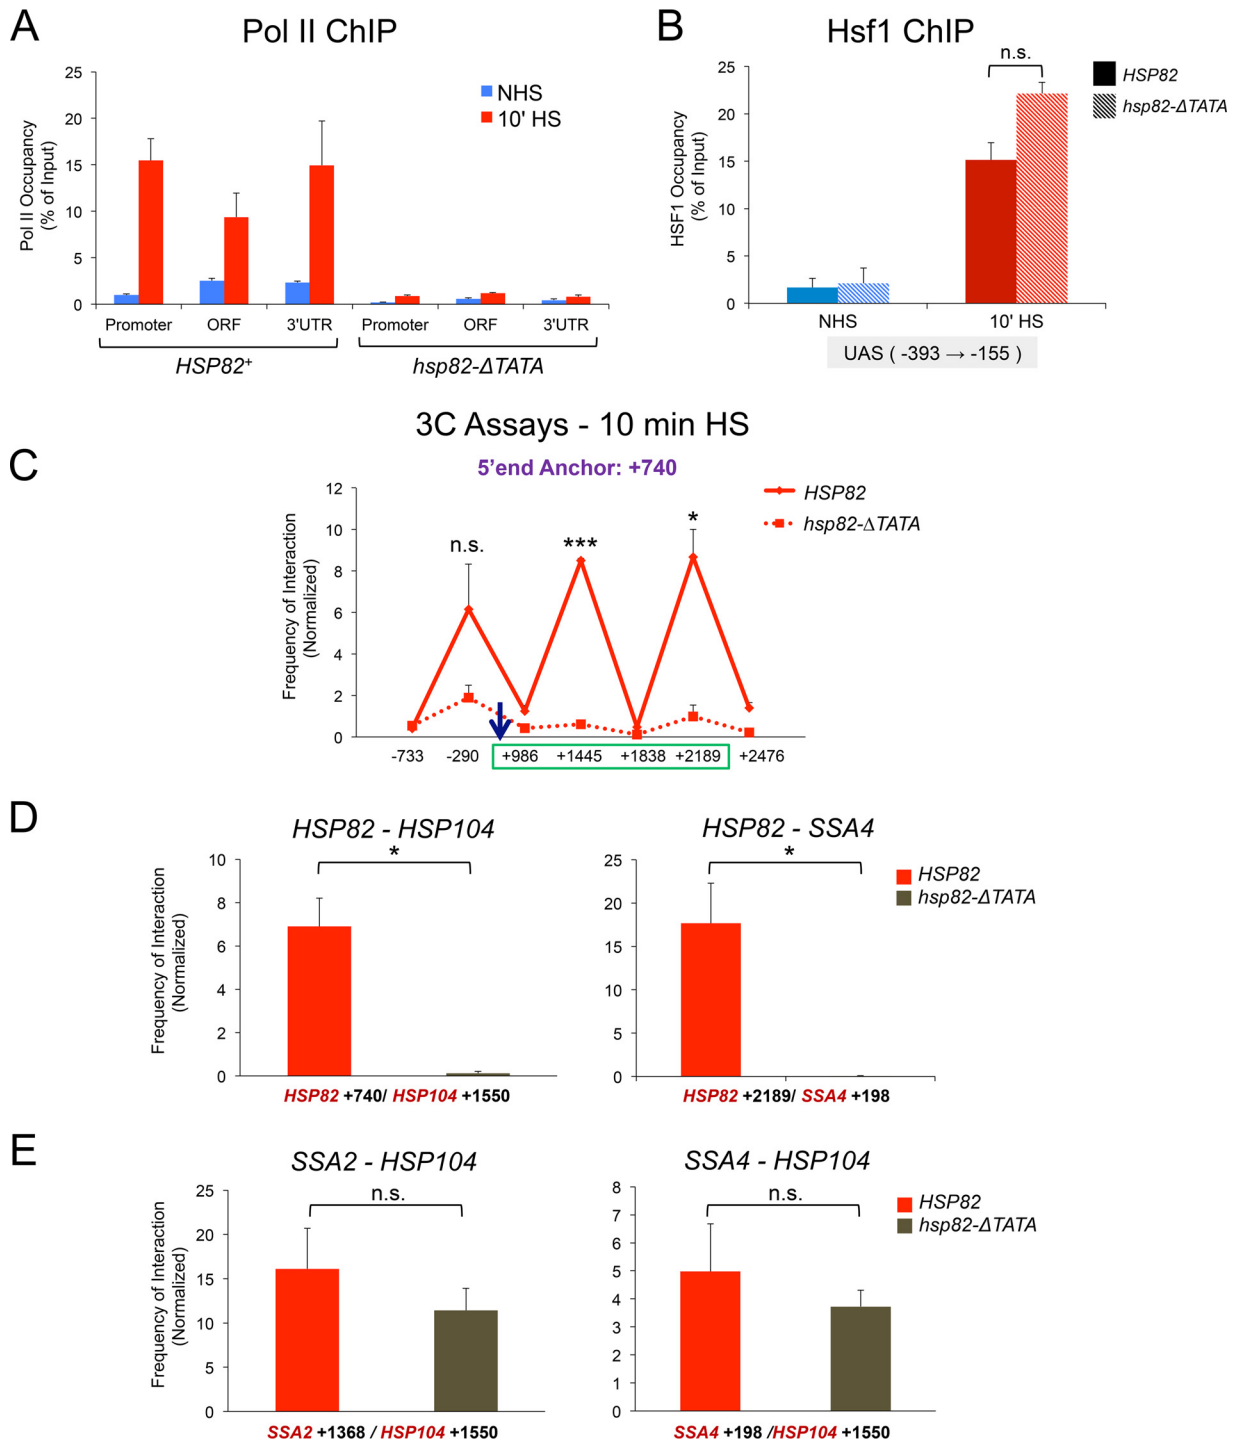 A
Pol II ChIP
Pol II Occupancy
(% of Input)
25
20
15
10
5
0
NHS
10' HS
Promoter ORF 3'UTR Promoter ORF 3'UTR
HSP82+ hsp82-ΔTATA
B
Hsf1 ChIP
HSF1 Occupancy
(% of Input)
25
20
15
10
5
0
n.s.
HSP82
hsp82-ΔTATA
NHS 10' HS
UAS ( -393 → -155 )
3C Assays - 10 min HS
C
5'end Anchor: +740
Frequency of Interaction
(Normalized)
12
10
8
6
4
2
0
n.s. *** *
HSP82
hsp82-ΔTATA
-733 -290 +986 +1445 +1838 +2189 +2476
D
HSP82 - HSP104
Frequency of Interaction
(Normalized)
10
8
6
4
2
0
*
HSP82 +740/ HSP104 +1550
HSP82 - SSA4
25
20
15
10
5
0
*
HSP82
hsp82-ΔTATA
HSP82 +2189/ SSA4 +198
E
SSA2 - HSP104
Frequency of Interaction
(Normalized)
25
20
15
10
5
0
n.s.
SSA2 +1368 / HSP104 +1550
SSA4 - HSP104
8
7
6
5
4
3
2
1
0
n.s.
HSP82
hsp82-ΔTATA
SSA4 +198 /HSP104 +1550